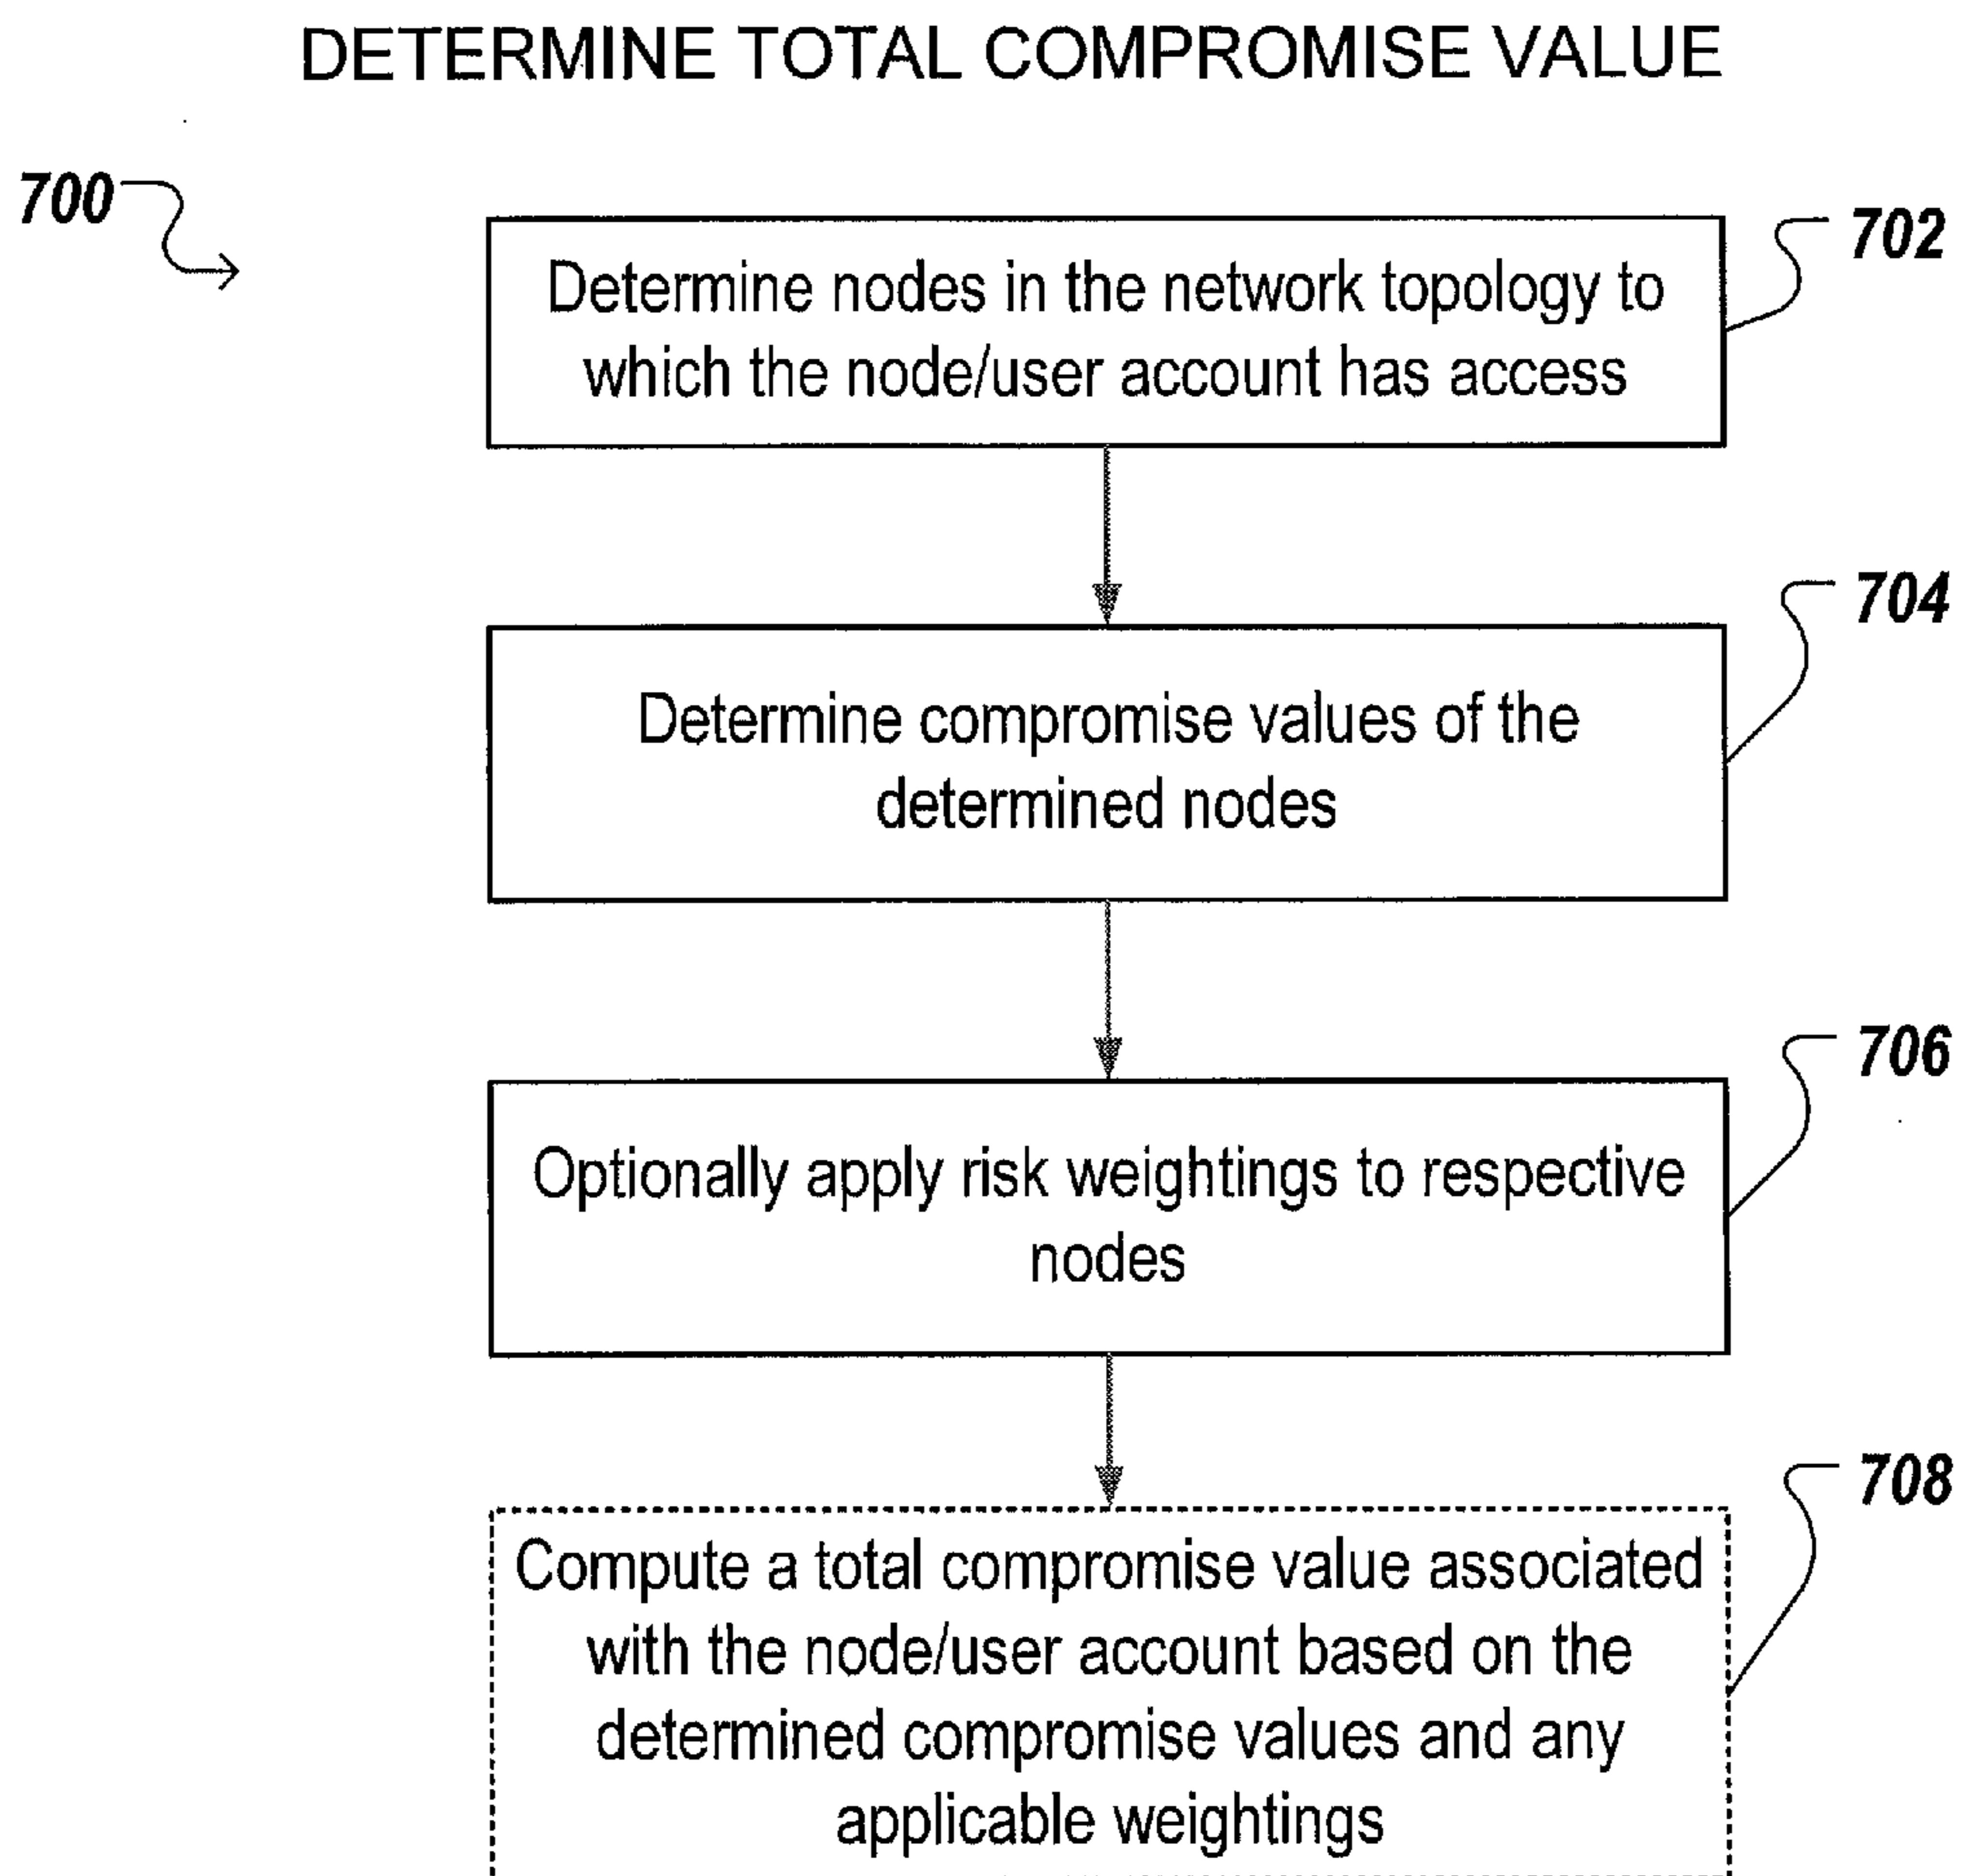 DETERMINE TOTAL COMPROMISE VALUE
700
702
Determine nodes in the network topology to
which the node/user account has access
704
Determine compromise values of the
determined nodes
706
Optionally apply risk weightings to respective
nodes
708
Compute a total compromise value associated
with the node/user account based on the
determined compromise values and any
applicable weightings